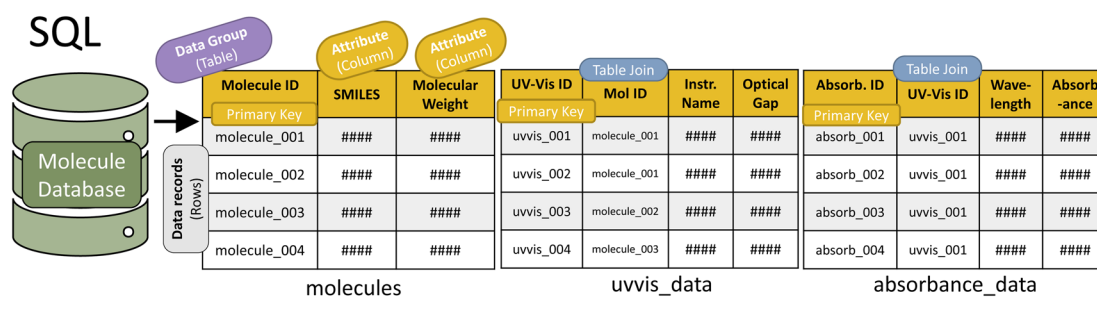 SQL
Molecule
Database
Data Group
(Table)
Attribute
(Column)
Attribute
(Column)
Data records
(Rows)
Molecule ID SMILES Molecular
Weight
Primary Key
molecule_001 #### ####
molecule_002 #### ####
molecule_003 #### ####
molecule_004 #### ####
molecules
Table Join
UV-Vis ID Mol ID Instr.
Name Optical
Gap
Primary Key
uvvis_001 molecule_001 #### ####
uvvis_002 molecule_001 #### ####
uvvis_003 molecule_002 #### ####
uvvis_004 molecule_003 #### ####
uvvis_data
Table Join
Absorb. ID UV-Vis ID Wave-
length Absorb
-ance
Primary Key
absorb_001 uvvis_001 #### ####
absorb_002 uvvis_001 #### ####
absorb_003 uvvis_001 #### ####
absorb_004 uvvis_001 #### ####
absorbance_data